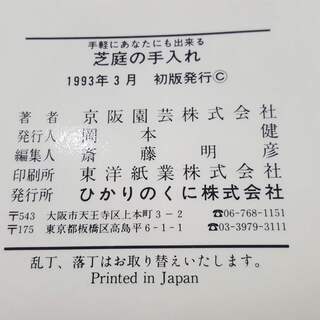 手軽にあなたにも出来る
芝庭の手入れ
1993年3月 初版発行Ⓒ
著者 京阪園芸株式会社
発行人 岡本 健
編集人 斎藤明彦
印刷所 東洋紙業株式会社
発行所 ひかりのくに株式会社
〒543 大阪市天王寺区上本町3－2 ☎06-768-1151
〒175 東京都板橋区高島平6-1-1 ☎03-3979-3111
乱丁、落丁はお取り替えいたします。
Printed in Japan